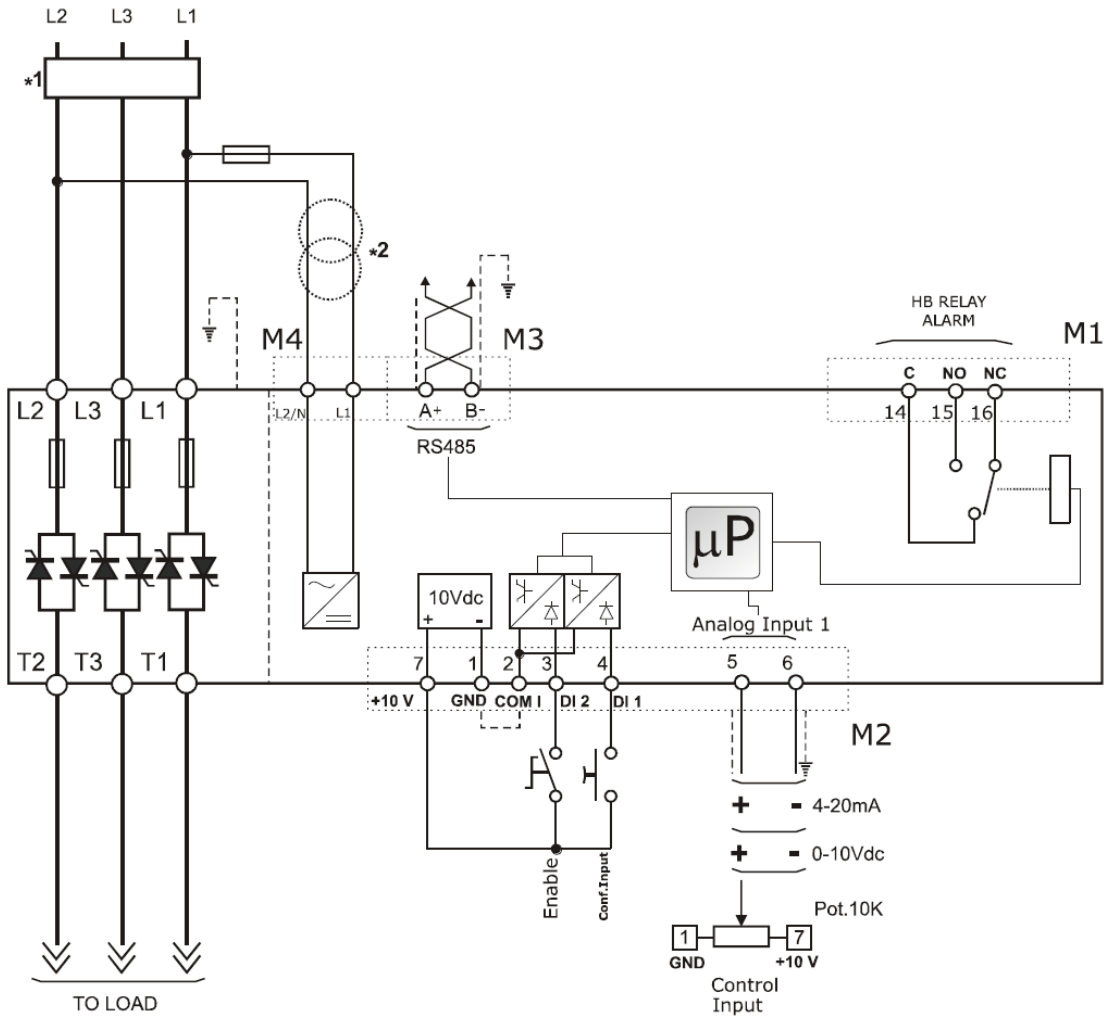 L2 L3 L1
*1
*2
M4
M3
HB RELAY
ALARM
M1
C NO NC
L2 L3 L1
L2/N L1
A+ B-
14 15 16
RS485
µP
10Vdc
+ -
Analog Input 1
T2 T3 T1
7 1 2 3 4 5 6
+10 V GND COM I DI 2 DI 1
M2
+ - 4-20mA
+ - 0-10Vdc
Enable
Conf.Input
Pot.10K
1 7
GND +10 V
Control
Input
TO LOAD